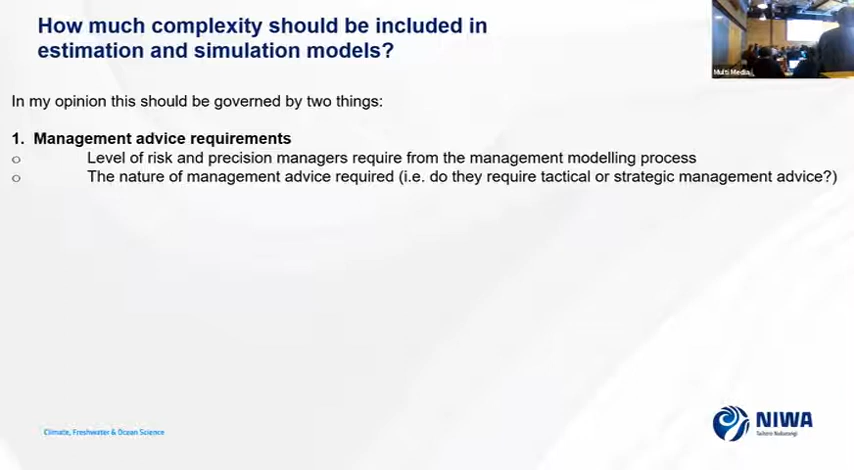 How much complexity should be included in
estimation and simulation models?
Multi Media
In my opinion this should be governed by two things:
1. Management advice requirements
o Level of risk and precision managers require from the management modelling process
o The nature of management advice required (i.e. do they require tactical or strategic management advice?)
Climate, Freshwater & Ocean Science
NIWA
Taihoro Nukurangi